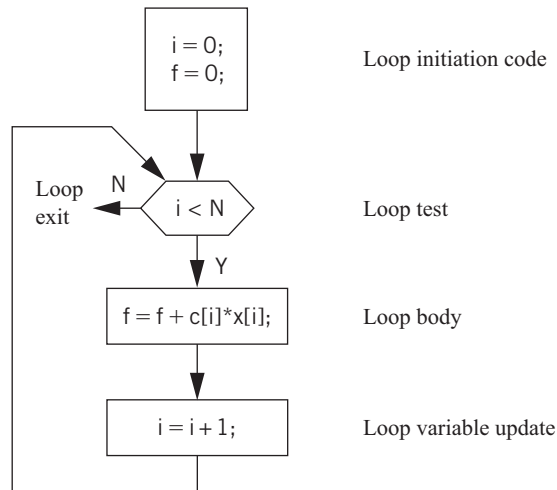 i = 0;
f = 0;
Loop initiation code
Loop
exit
N
i < N
Loop test
Y
f = f + c[i]*x[i];
Loop body
i = i + 1;
Loop variable update